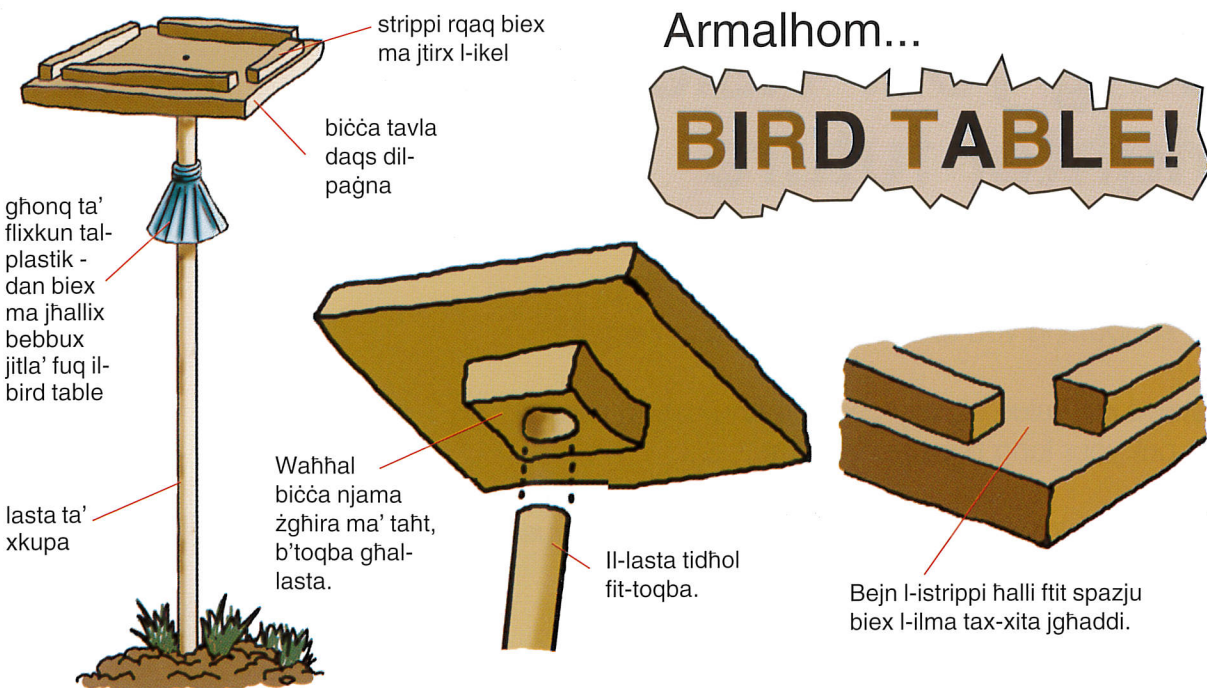 Armalhom...
BIRD TABLE!
strippi rqaq biex
ma jtirx l-ikel
biċċa tavla
daqs dil-
paġna
għonq ta'
flixkun tal-
plastik -
dan biex
ma jħallix
bebbux
jitla' fuq il-
bird table
lasta ta'
xkupa
Waħħal
biċċa njama
żgħira ma' taħt,
b'toqba għal-
lasta.
Il-lasta tidħol
fit-toqba.
Bejn l-istrippi ħalli ftit spazju
biex l-ilma tax-xita jgħaddi.